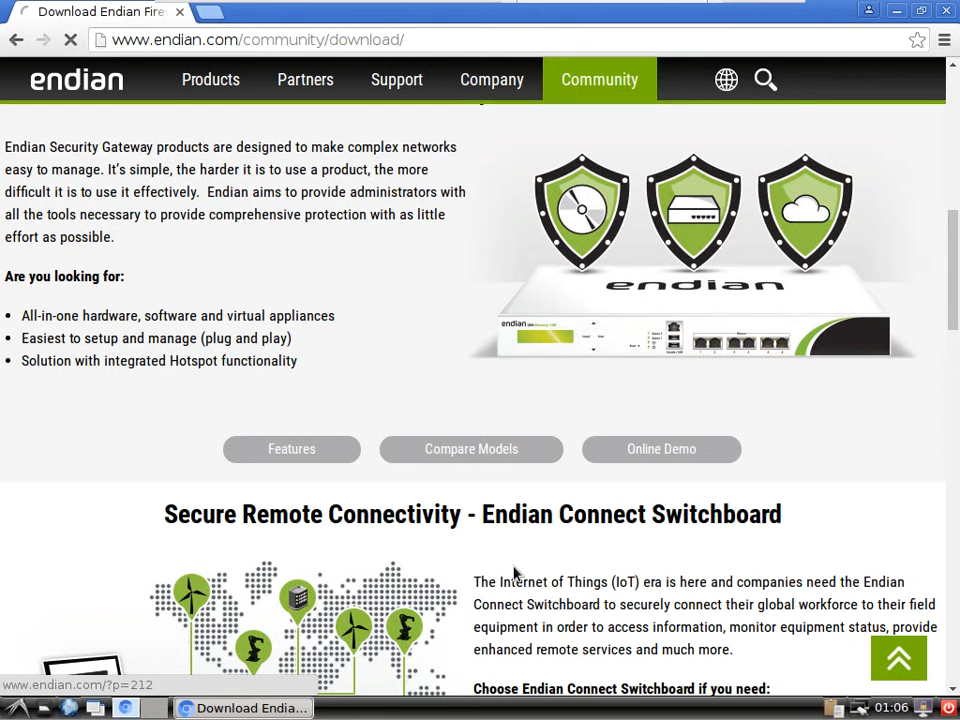 Download Endian Fire
www.endian.com/community/download/
endian
Products
Partners
Support
Company
Community
Endian Security Gateway products are designed to make complex networks
easy to manage. It's simple, the harder it is to use a product, the more
difficult it is to use it effectively. Endian aims to provide administrators with
all the tools necessary to provide comprehensive protection with as little
effort as possible.
Are you looking for:
• All-in-one hardware, software and virtual appliances
• Easiest to setup and manage (plug and play)
• Solution with integrated Hotspot functionality
endian
endian
Features
Compare Models
Online Demo
Secure Remote Connectivity - Endian Connect Switchboard
The Internet of Things (IoT) era is here and companies need the Endian
Connect Switchboard to securely connect their global workforce to their field
equipment in order to access information, monitor equipment status, provide
enhanced remote services and much more.
Choose Endian Connect Switchboard if you need:
www.endian.com/?p=212
Download Endia...
01:06